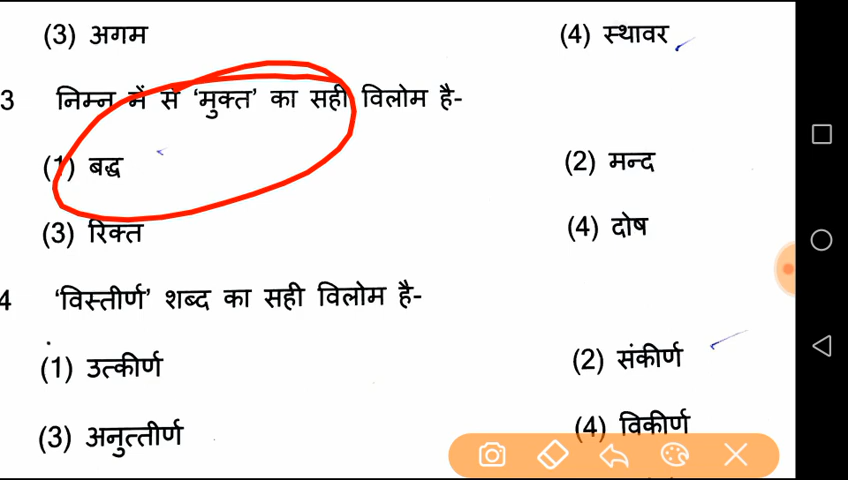 (3) अगम (4) स्थावर
3 निम्न में से 'मुक्त' का सही विलोम है-
(1) बद्ध (2) मन्द
(3) रिक्त (4) दोष
4 'विस्तीर्ण' शब्द का सही विलोम है-
(1) उत्कीर्ण (2) संकीर्ण
(3) अनुत्तीर्ण (4) विकीर्ण